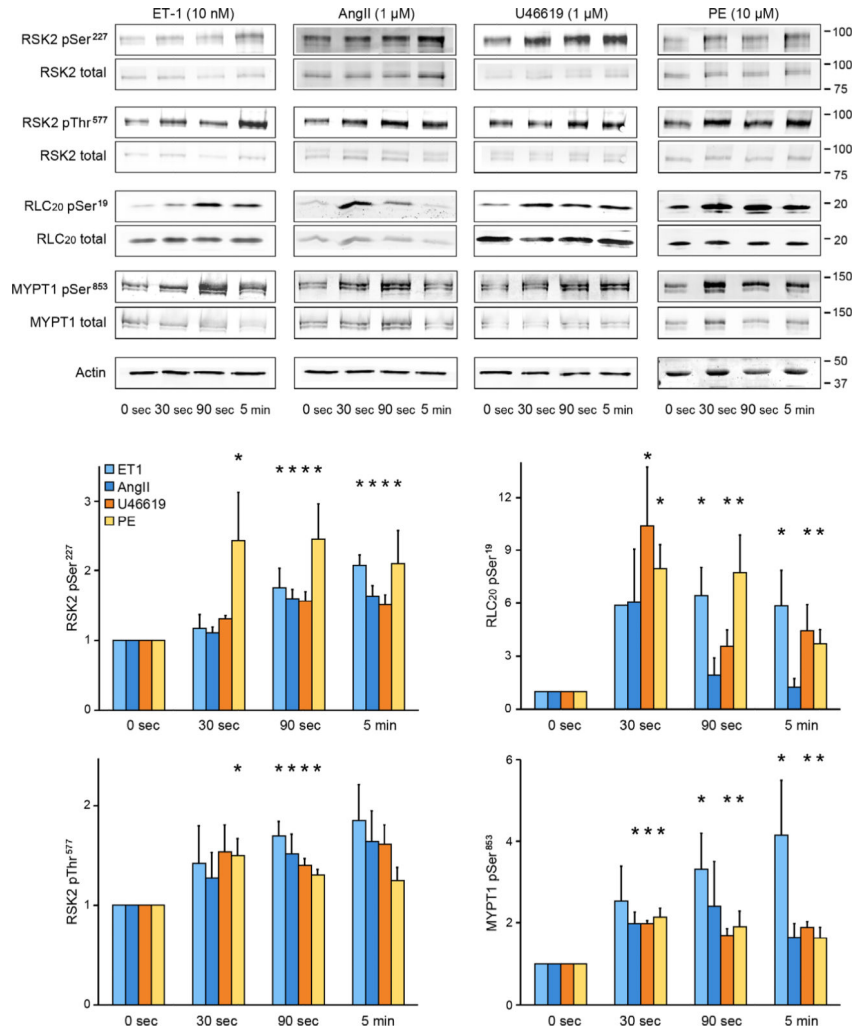 ET-1 (10 nM) AngII (1 µM) U46619 (1 µM) PE (10 µM)
RSK2 pSer227 100
RSK2 total
75
RSK2 pThr577 100
RSK2 total 100
75
RLC20 pSer19 20
RLC20 total 20
MYPT1 pSer853 150
MYPT1 total 150
Actin 50
37
0 sec 30 sec 90 sec 5 min 0 sec 30 sec 90 sec 5 min 0 sec 30 sec 90 sec 5 min 0 sec 30 sec 90 sec 5 min
RSK2 pSer227
3
2
1
0
ET1
AngII
U46619
PE
* * * * * * * * *
0 sec 30 sec 90 sec 5 min
RLC20 pSer19
12
9
6
3
0
* * * * * * * *
0 sec 30 sec 90 sec 5 min
RSK2 pThr577
2
1
0
* * * * *
0 sec 30 sec 90 sec 5 min
MYPT1 pSer853
6
4
2
0
* * * * * * * * *
0 sec 30 sec 90 sec 5 min